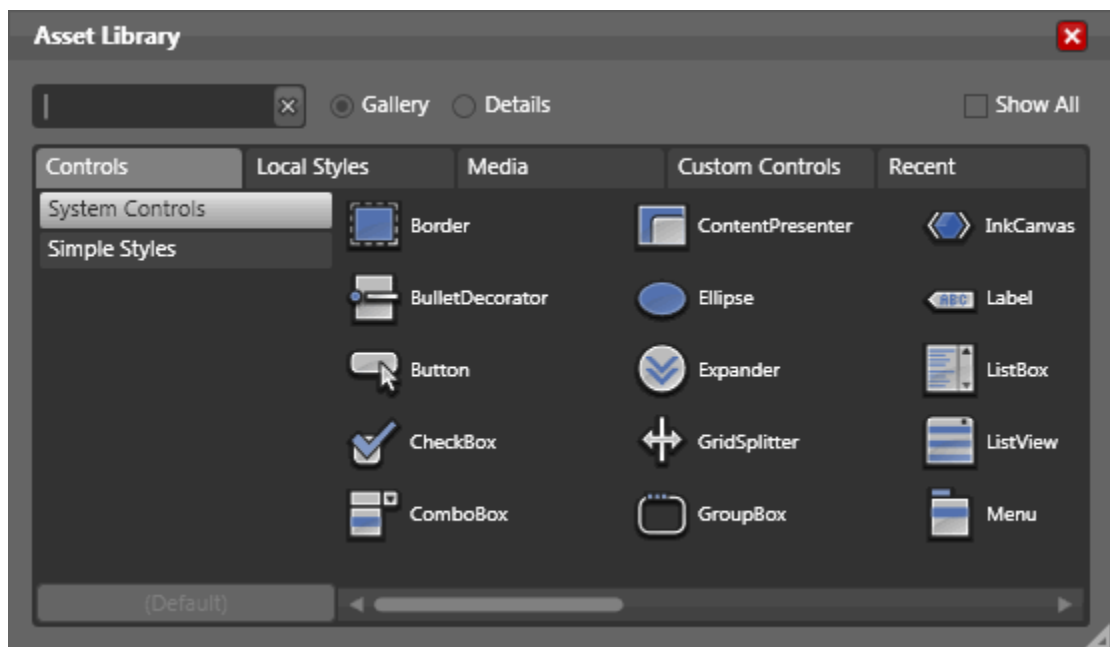 Asset Library
Gallery Details Show All
Controls Local Styles Media Custom Controls Recent
System Controls
Simple Styles
Border ContentPresenter InkCanvas
BulletDecorator Ellipse ABC Label
Button Expander ListBox
CheckBox GridSplitter ListView
ComboBox GroupBox Menu
(Default)